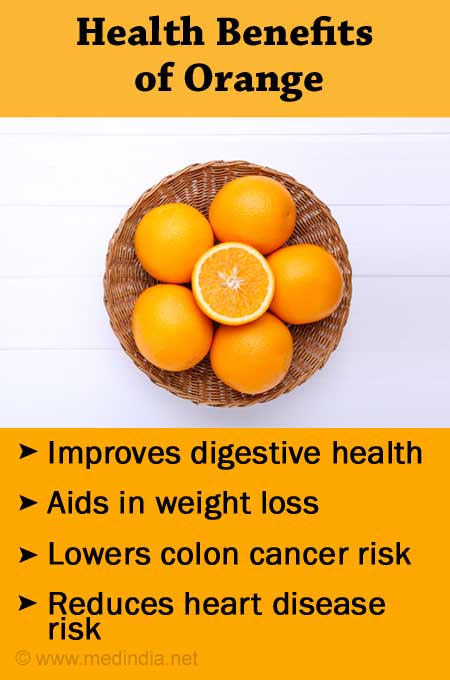 Health Benefits
of Orange
➤ Improves digestive health
➤ Aids in weight loss
➤ Lowers colon cancer risk
➤ Reduces heart disease
risk
© www.medindia.net